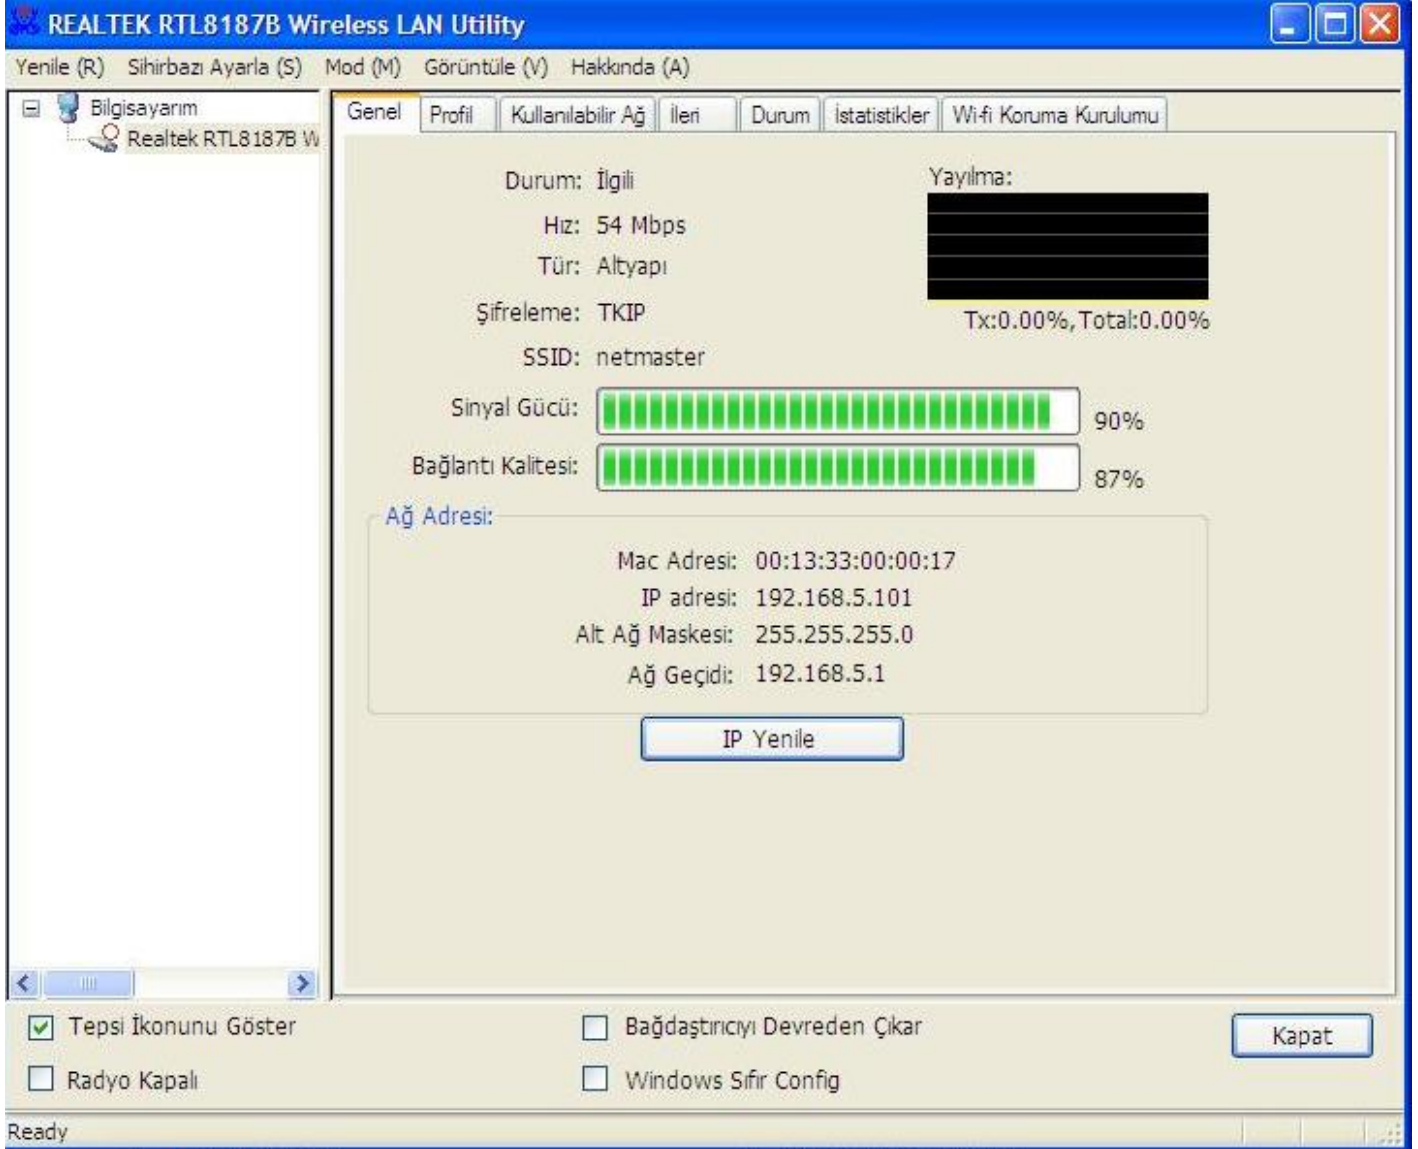 REALTEK RTL8187B Wireless LAN Utility
Yenile (R) Sihirbazı Ayarla (S) Mod (M) Görüntüle (V) Hakkında (A)
Bilgisayarım
Realtek RTL8187B W
Genel Profil Kullanılabilir Ağ İleri Durum İstatistikler Wi-fi Koruma Kurulumu
Durum: İlgili
Yayılma:
Hız: 54 Mbps
Tür: Altyapı
Şifreleme: TKIP
Tx:0.00%, Total:0.00%
SSID: netmaster
Sinyal Gücü: 90%
Bağlantı Kalitesi: 87%
Ağ Adresi:
Mac Adresi: 00:13:33:00:00:17
IP adresi: 192.168.5.101
Alt Ağ Maskesi: 255.255.255.0
Ağ Geçidi: 192.168.5.1
IP Yenile
Tepsi İkonunu Göster
Bağdaştırıcıyı Devreden Çıkar
Kapat
Radyo Kapalı
Windows Sıfır Config
Ready